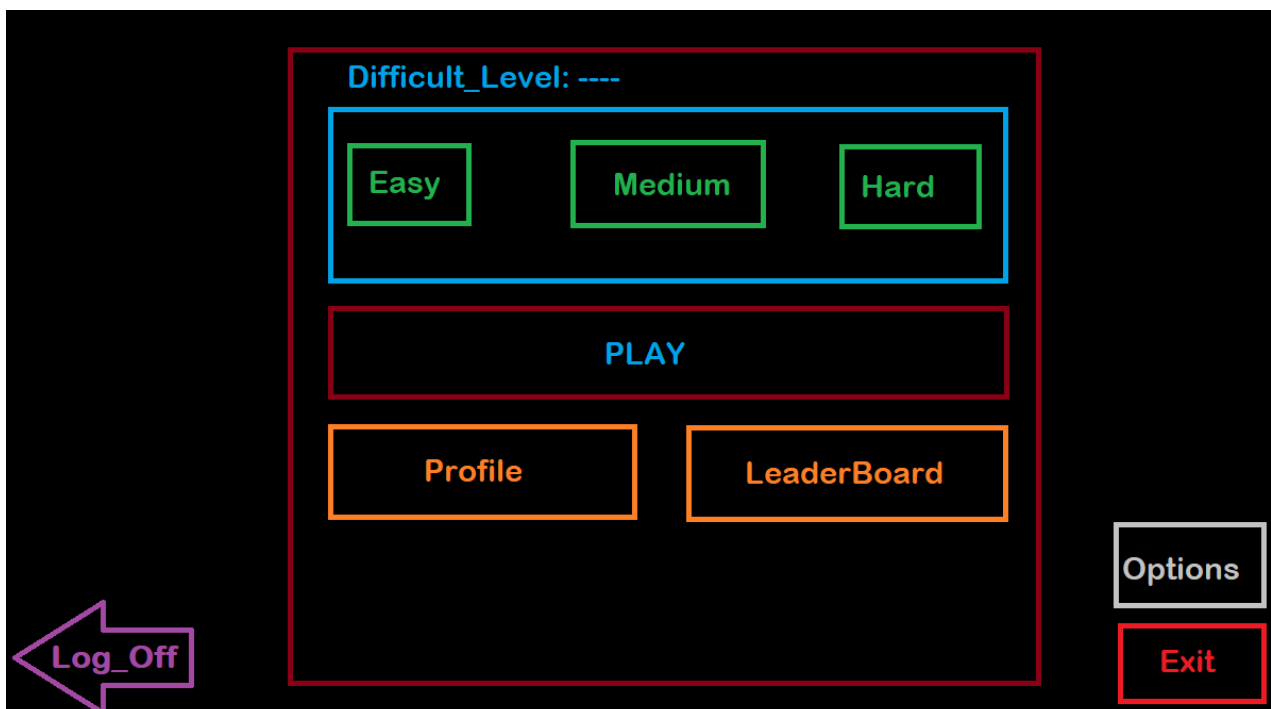 Difficult_Level: ----
Easy
Medium
Hard
PLAY
Profile
LeaderBoard
Options
Log_Off
Exit